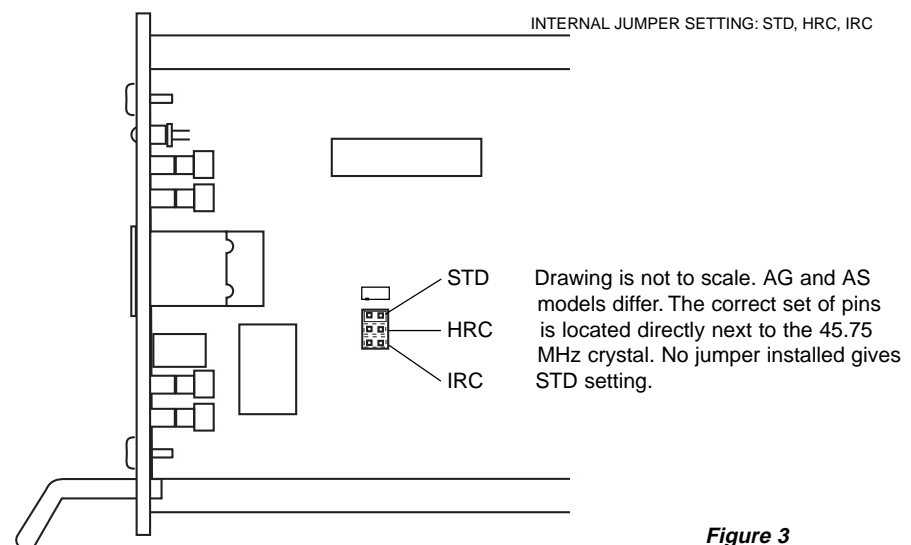 INTERNAL JUMPER SETTING: STD, HRC, IRC
STD
HRC
IRC
Drawing is not to scale. AG and AS
models differ. The correct set of pins
is located directly next to the 45.75
MHz crystal. No jumper installed gives
STD setting.
Figure 3